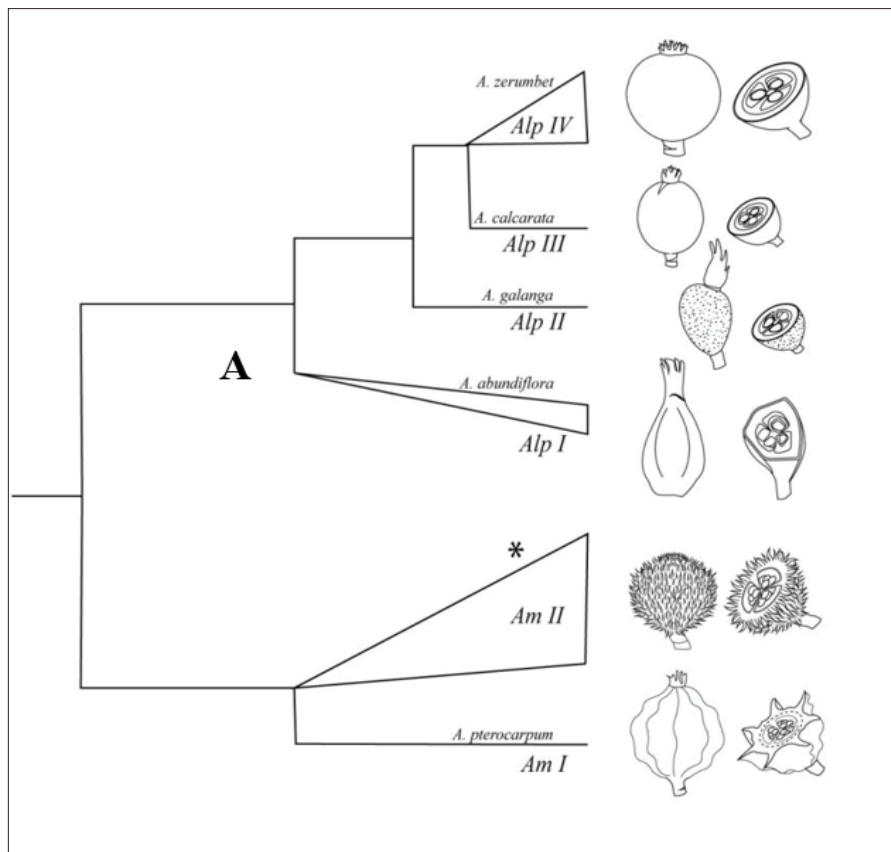 A. zerumbet
Alp IV
A. calcarata
Alp III
A. galanga
Alp II
A
A. abundiflora
Alp I
*
Am II
A. pterocarpum
Am I